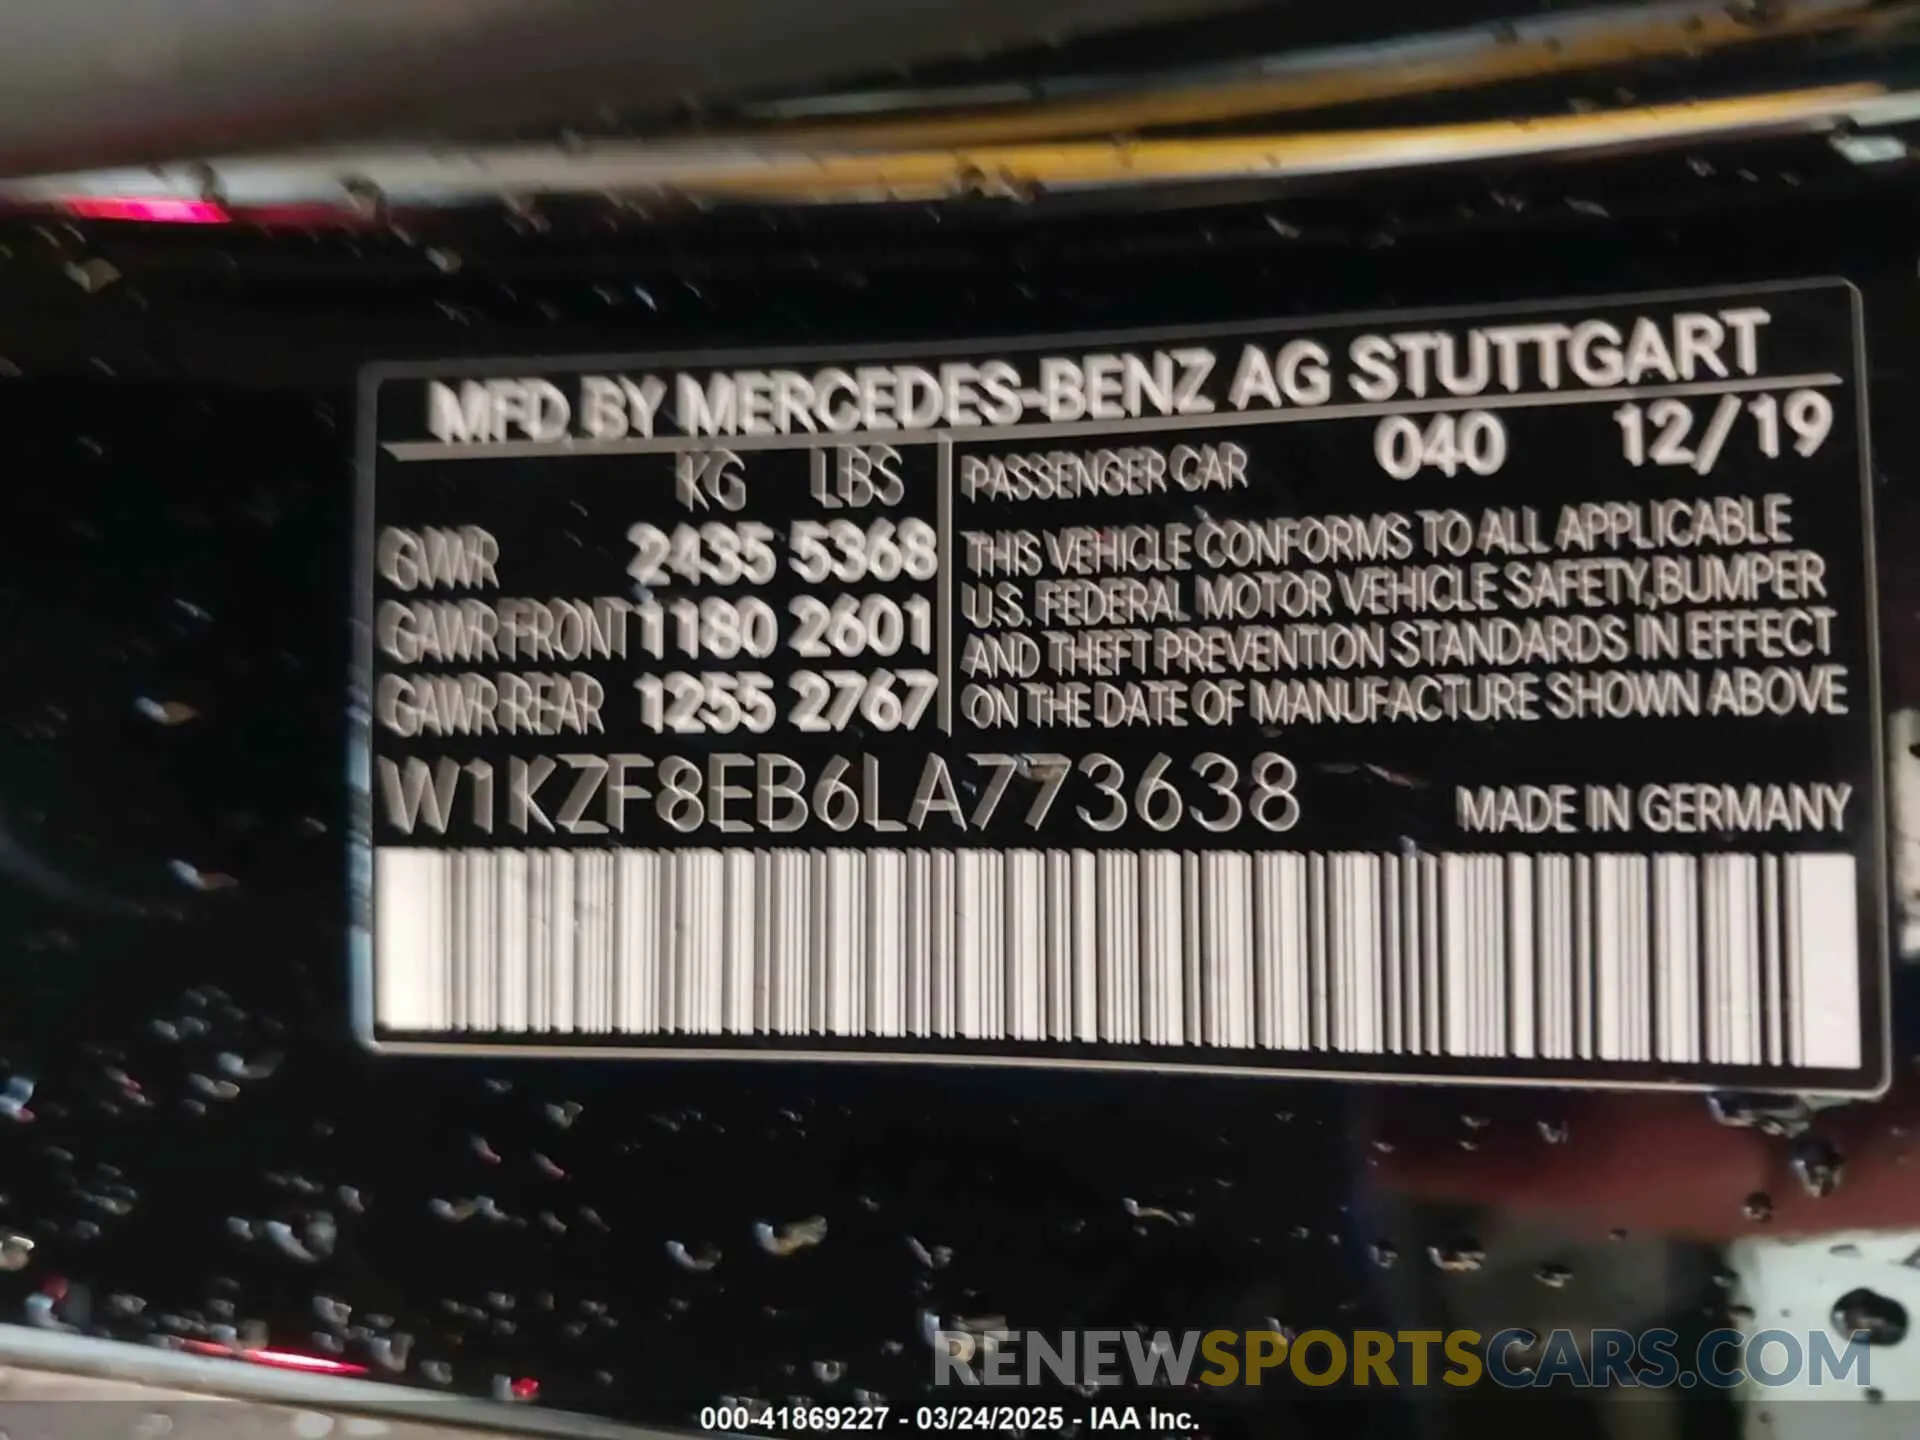 MFD. BY MERCEDES-BENZ AG STUTTGART
KG LBS
GVWR 2435 5368
GAWR FRONT 1180 2601
GAWR REAR 1255 2767
PASSENGER CAR 040 12/19
THIS VEHICLE CONFORMS TO ALL APPLICABLE
U.S. FEDERAL MOTOR VEHICLE SAFETY, BUMPER
AND THEFT PREVENTION STANDARDS IN EFFECT
ON THE DATE OF MANUFACTURE SHOWN ABOVE
W1KZF8EB6LA773638
MADE IN GERMANY
RENEWSPORTSCARS.COM
000-41869227 - 03/24/2025 - IAA Inc.